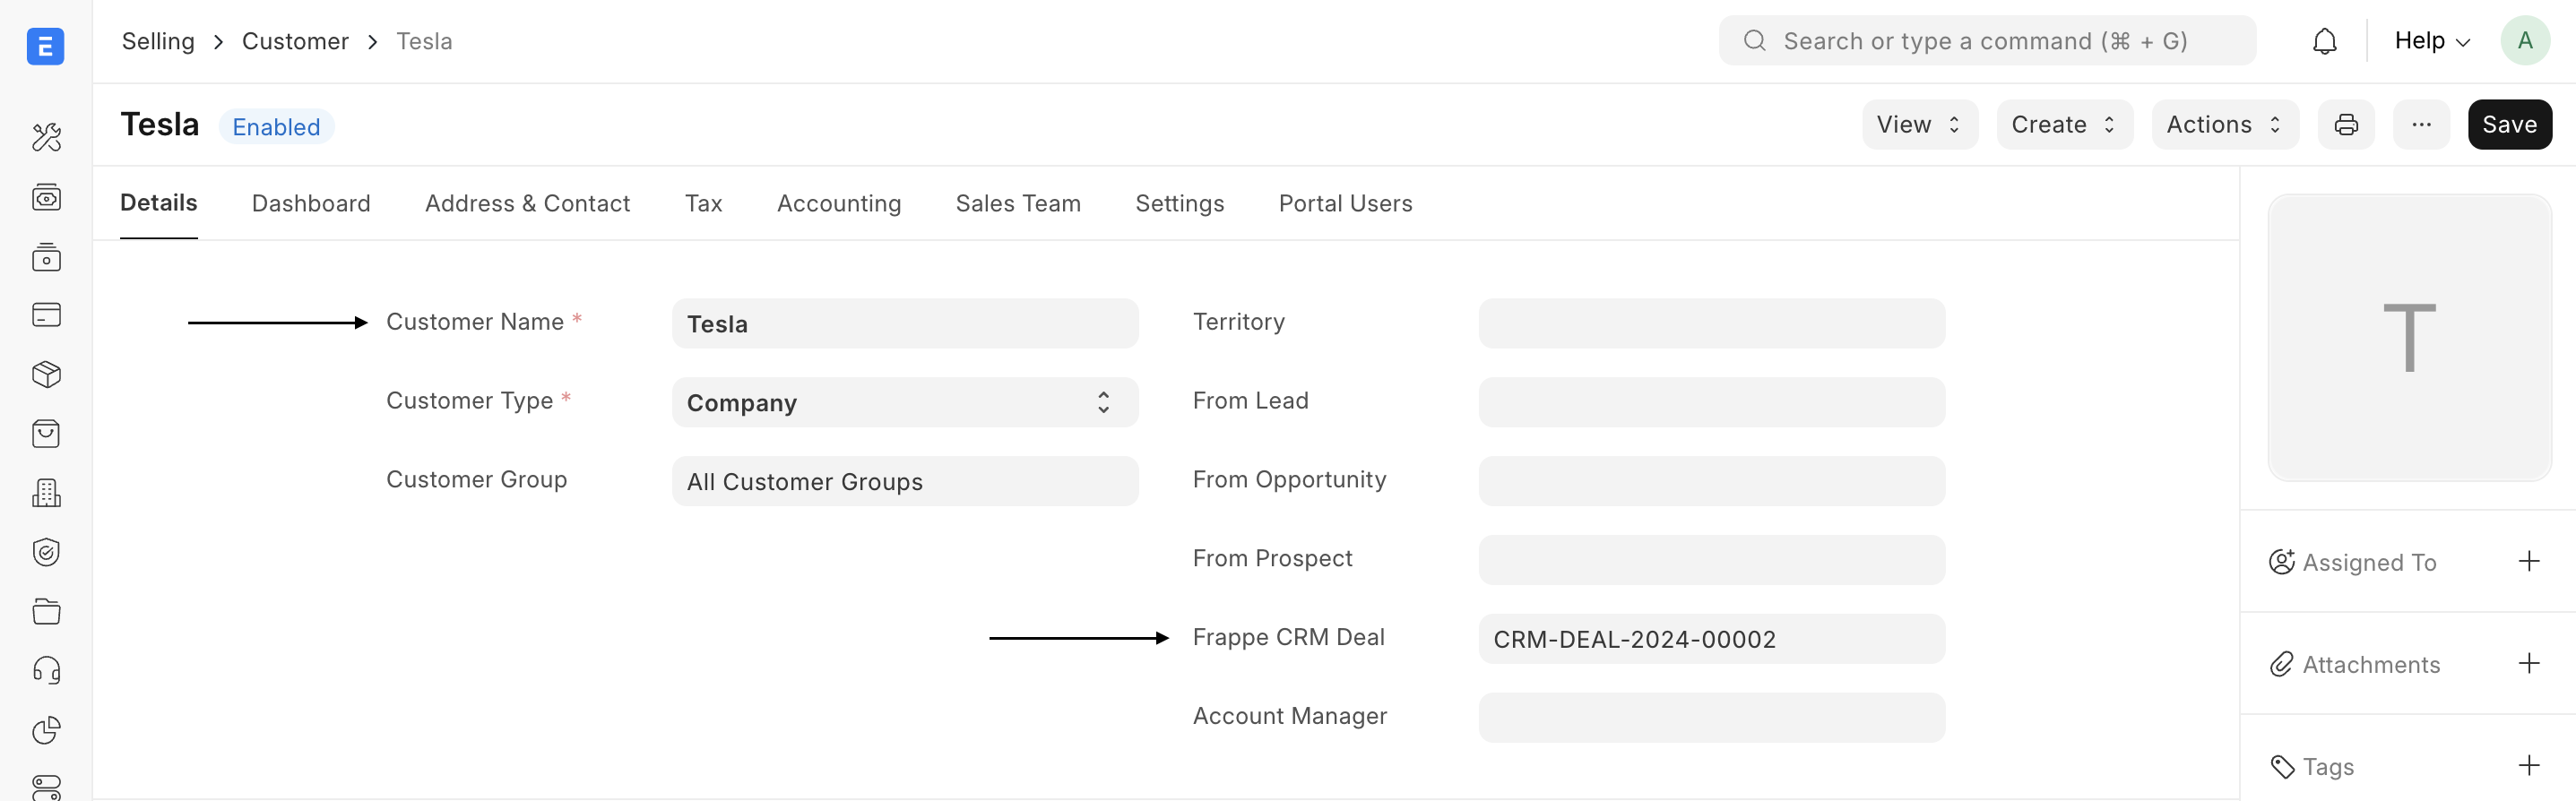 E
Selling > Customer > Tesla
Search or type a command (⌘ + G)
Help
A
Tesla
Enabled
View
Create
Actions
...
Save
Details
Dashboard
Address & Contact
Tax
Accounting
Sales Team
Settings
Portal Users
Customer Name *
Tesla
Customer Type *
Company
Customer Group
All Customer Groups
Territory
From Lead
From Opportunity
From Prospect
Frappe CRM Deal
CRM-DEAL-2024-00002
Account Manager
T
Assigned To +
Attachments +
Tags +